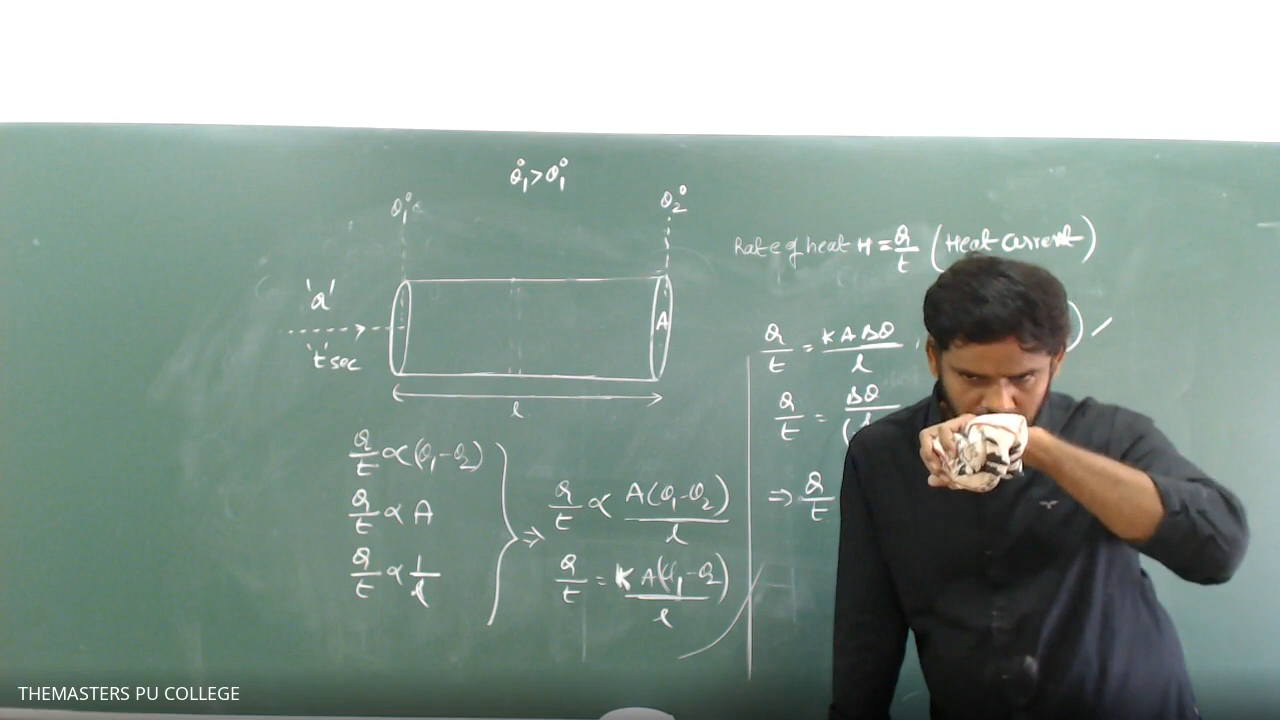 θ₁° > θ₁°
θ₁°
θ₂°
'Q'
't' sec
A
l
Q/t ∝ (θ₁-θ₂)
Q/t ∝ A
Q/t ∝ 1/l
⇒ Q/t ∝ A(θ₁-θ₂)/l
Q/t = KA(θ₁-θ₂)/l
Rate of heat H = Q/t (Heat Current)
Q/t = KAΔθ/l
Q/t = Δθ/(l
⇒ Q/t
THEMASTERS PU COLLEGE